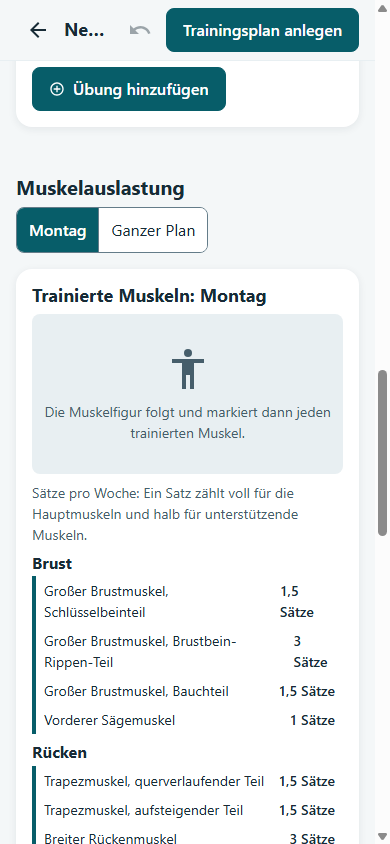 Ne...
Trainingsplan anlegen
Übung hinzufügen
Muskelauslastung
Montag
Ganzer Plan
Trainierte Muskeln: Montag
Die Muskelfigur folgt und markiert dann jeden
trainierten Muskel.
Sätze pro Woche: Ein Satz zählt voll für die
Hauptmuskeln und halb für unterstützende
Muskeln.
Brust
Großer Brustmuskel,
Schlüsselbeinteil
1,5
Sätze
Großer Brustmuskel, Brustbein-
Rippen-Teil
3
Sätze
Großer Brustmuskel, Bauchteil
1,5 Sätze
Vorderer Sägemuskel
1 Sätze
Rücken
Trapezmuskel, querverlaufender Teil
1,5 Sätze
Trapezmuskel, aufsteigender Teil
1,5 Sätze
Breiter Rückenmuskel
3 Sätze